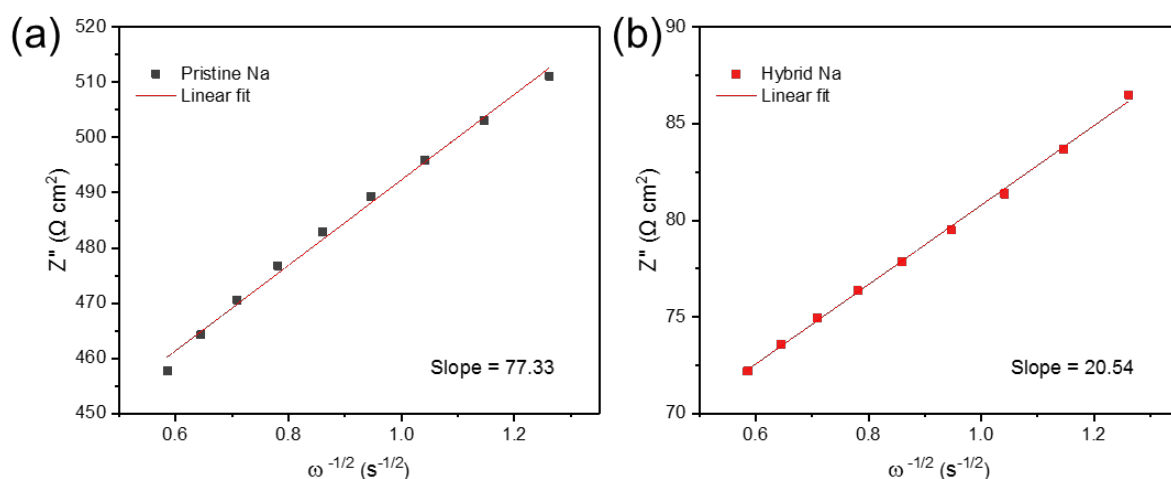 (a)
520
510
500
490
480
470
460
450
Z" (Ω cm²)
Pristine Na
Linear fit
Slope = 77.33
0.6 0.8 1.0 1.2
ω -1/2 (s-1/2)
(b)
90
85
80
75
70
Z" (Ω cm²)
Hybrid Na
Linear fit
Slope = 20.54
0.6 0.8 1.0 1.2
ω -1/2 (s-1/2)